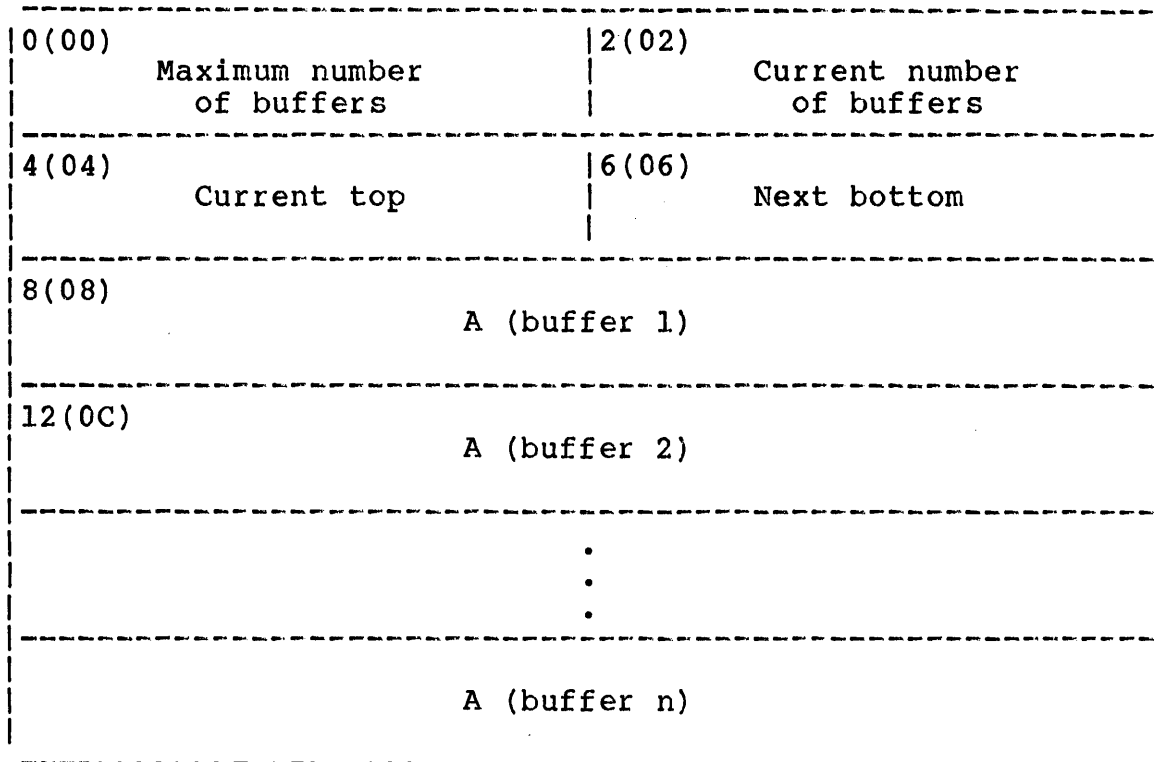 0(00) 2(02)
Maximum number Current number
of buffers of buffers
4(04) 6(06)
Current top Next bottom
8(08)
A (buffer 1)
12(0C)
A (buffer 2)
.
.
.
A (buffer n)